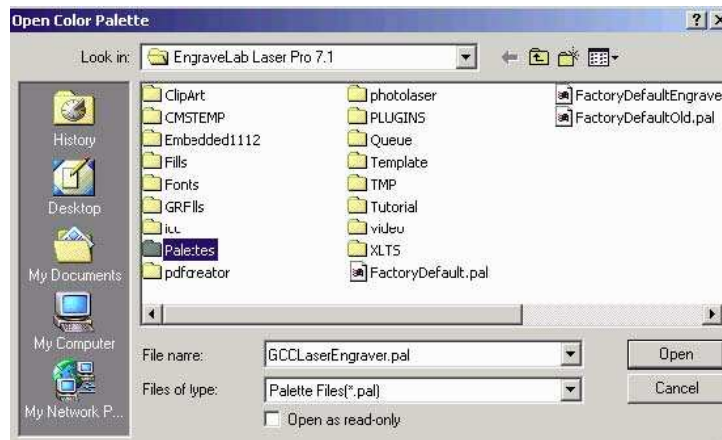 Open Color Palette
Look in: EngraveLab Laser Pro 7.1
History
Desktop
My Documents
My Computer
My Network P...
ClipArt
CMSTEMP
Embedded1112
Fills
Fonts
GRFIls
icc
Palettes
pdfcreator
photolaser
PLUGINS
Queue
Template
TMP
Tutorial
video
XLTS
FactoryDefault.pal
FactoryDefaultEngrave
FactoryDefaultOld.pal
File name: GCCLaserEngraver.pal Open
Files of type: Palette Files(*.pal) Cancel
Open as read-only